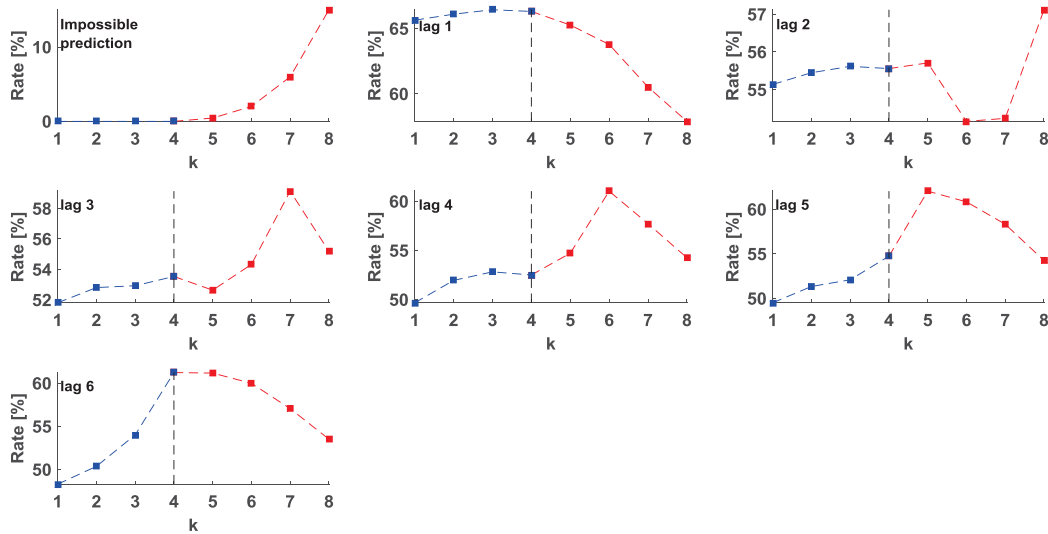 Impossible
prediction
Rate [%]
10
0
1 2 3 4 5 6 7 8
k
lag 1
Rate [%]
65
60
1 2 3 4 5 6 7 8
k
lag 2
Rate [%]
57
56
55
1 2 3 4 5 6 7 8
k
lag 3
Rate [%]
58
56
54
52
1 2 3 4 5 6 7 8
k
lag 4
Rate [%]
60
55
50
1 2 3 4 5 6 7 8
k
lag 5
Rate [%]
60
55
50
1 2 3 4 5 6 7 8
k
lag 6
Rate [%]
60
55
50
1 2 3 4 5 6 7 8
k